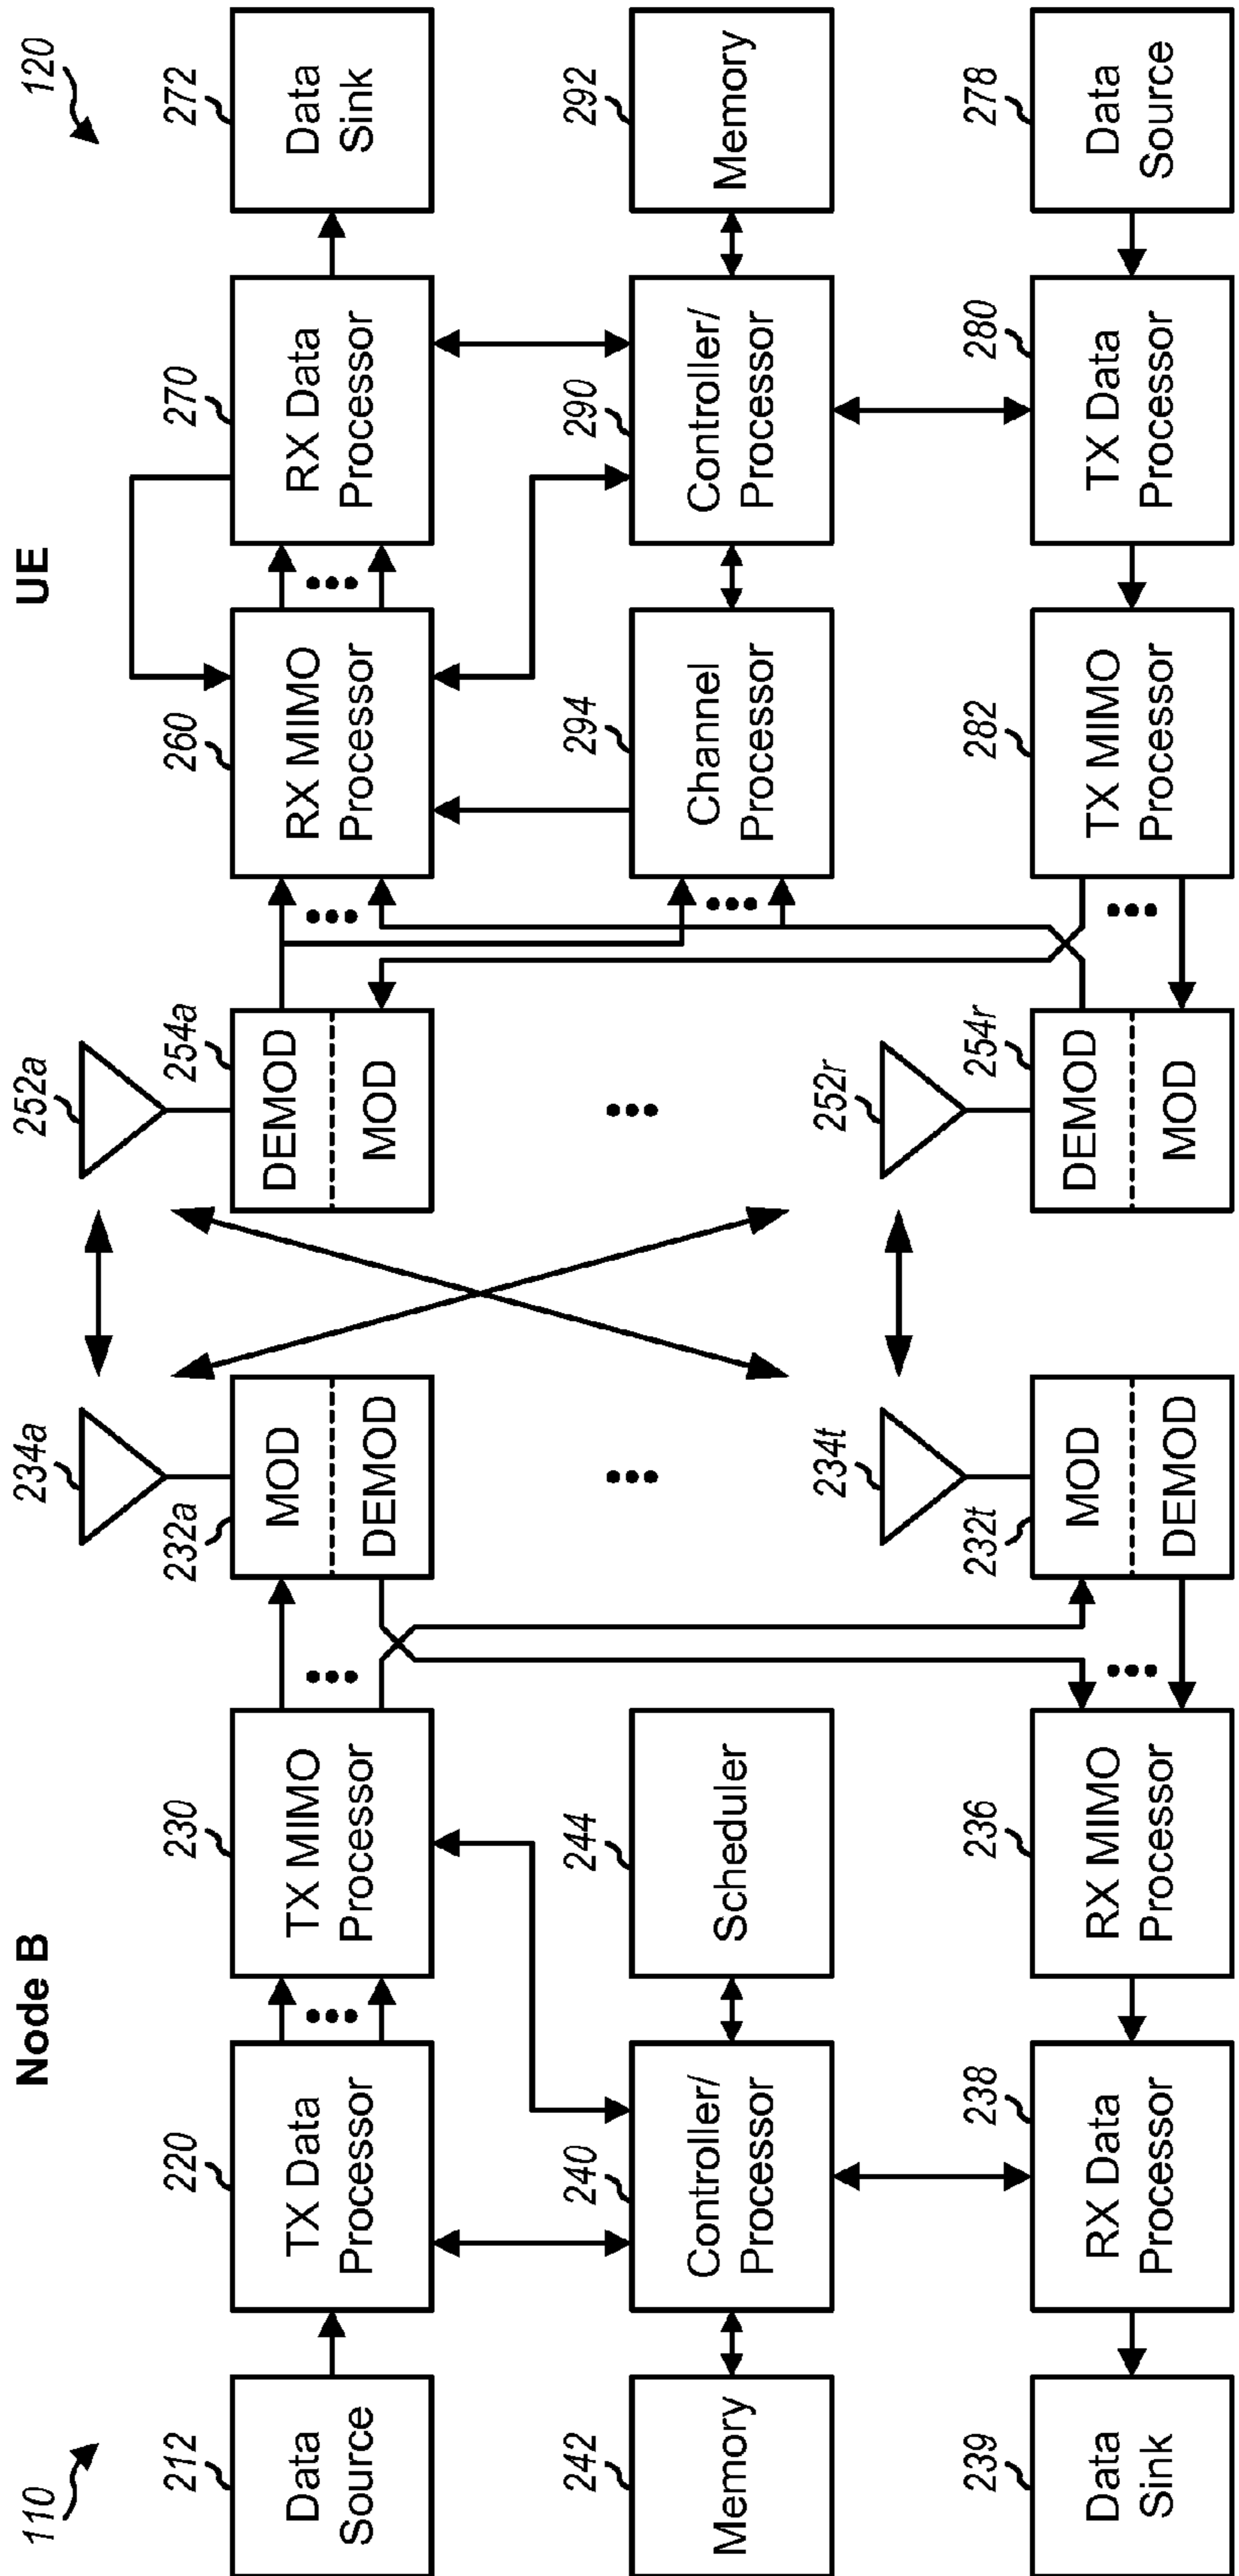 Node B
UE
110
120
212
Data
Source
220
TX Data
Processor
230
TX MIMO
Processor
232a
MOD
DEMOD
234a
252a
254a
DEMOD
MOD
260
RX MIMO
Processor
270
RX Data
Processor
272
Data
Sink
242
Memory
240
Controller/
Processor
244
Scheduler
294
Channel
Processor
290
Controller/
Processor
292
Memory
239
Data
Sink
238
RX Data
Processor
236
RX MIMO
Processor
232t
MOD
DEMOD
234t
252r
254r
DEMOD
MOD
282
TX MIMO
Processor
280
TX Data
Processor
278
Data
Source